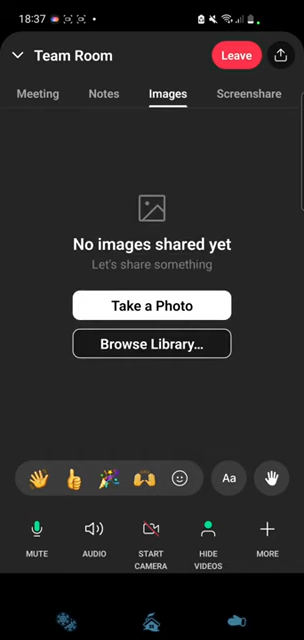 18:37
Team Room
Leave
Meeting Notes Images Screenshare
No images shared yet
Let's share something
Take a Photo
Browse Library...
Aa
MUTE AUDIO START CAMERA HIDE VIDEOS MORE